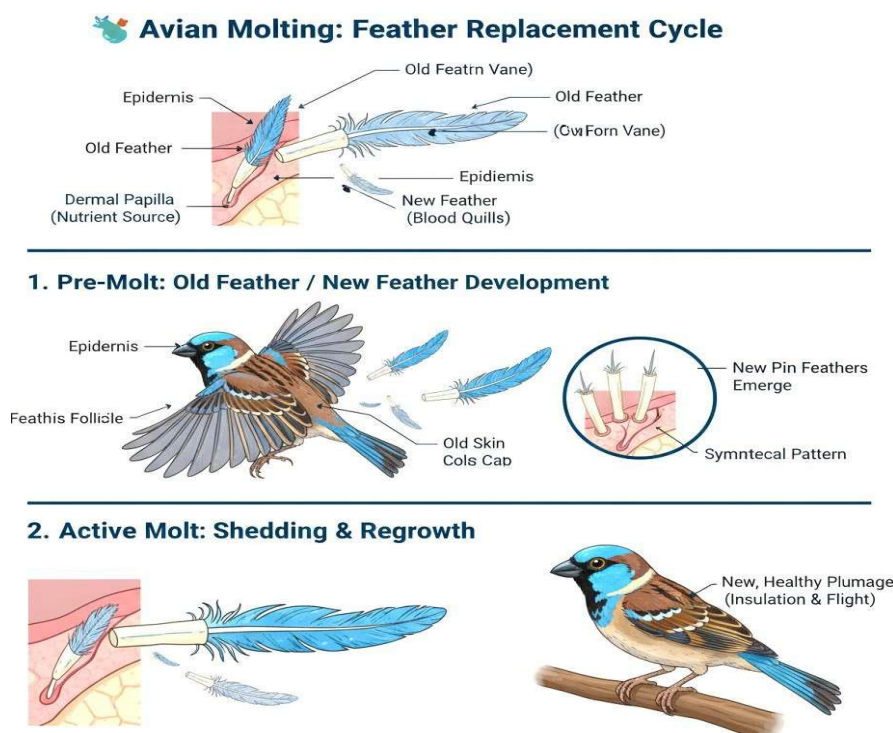 Avian Molting: Feather Replacement Cycle
Old Featrn Vane)
Epidernis
Old Feather
(GwForn Vane)
Old Feather
Epidiemis
Dermal Papilla
(Nutrient Source)
New Feather
(Blood Quills)
1. Pre-Molt: Old Feather / New Feather Development
Epidernis
New Pin Feathers
Emerge
Feathis Follicle
Old Skin
Cols Cap
Symntecal Pattern
2. Active Molt: Shedding & Regrowth
New, Healthy Plumage
(Insulation & Flight)